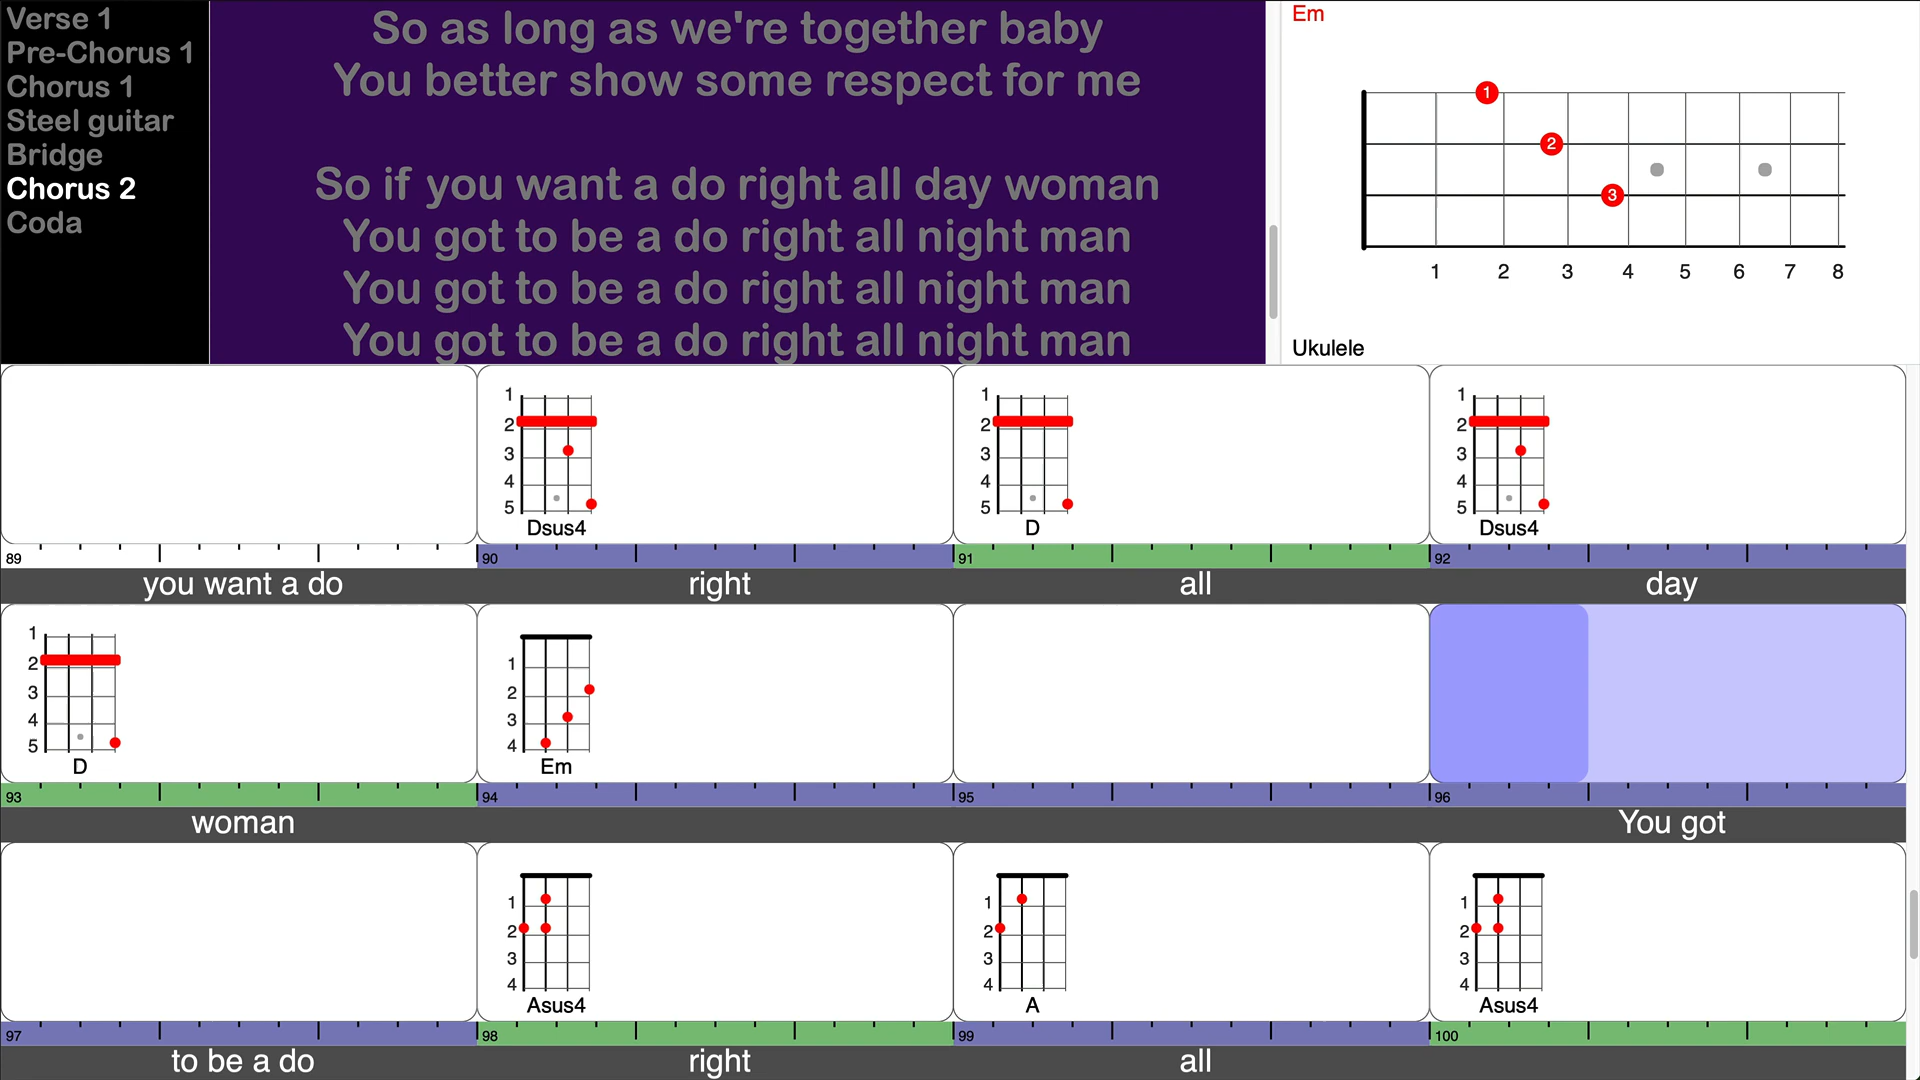 Verse 1
Pre-Chorus 1
Chorus 1
Steel guitar
Bridge
Chorus 2
Coda
So as long as we're together baby
You better show some respect for me
So if you want a do right all day woman
You got to be a do right all night man
You got to be a do right all night man
You got to be a do right all night man
Em
1
2
3
1 2 3 4 5 6 7 8
Ukulele
1
2
3
4
5
Dsus4
1
2
3
4
5
D
1
2
3
4
5
Dsus4
89 90 91 92
you want a do right all day
1
2
3
4
5
D
1
2
3
4
Em
93 94 95 96
woman You got
1
2
3
4
Asus4
1
2
3
4
A
1
2
3
4
Asus4
97 98 99 100
to be a do right all